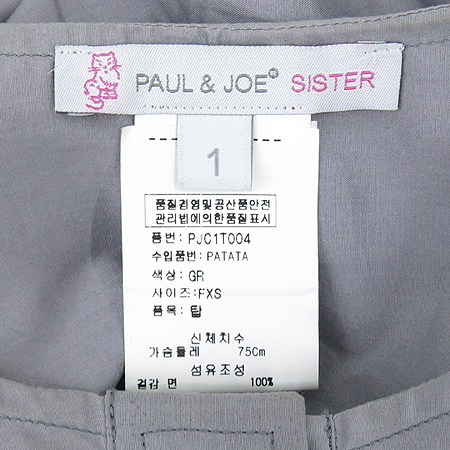 PAUL & JOE® SISTER
1
품질경영및공산품안전
관리법에의한품질표시
품번: PJC1T004
수입품번: PATATA
색상: GR
사이즈: FXS
품목: 탑
신체치수
가슴둘레 75Cm
섬유조성
겉감 면 100%